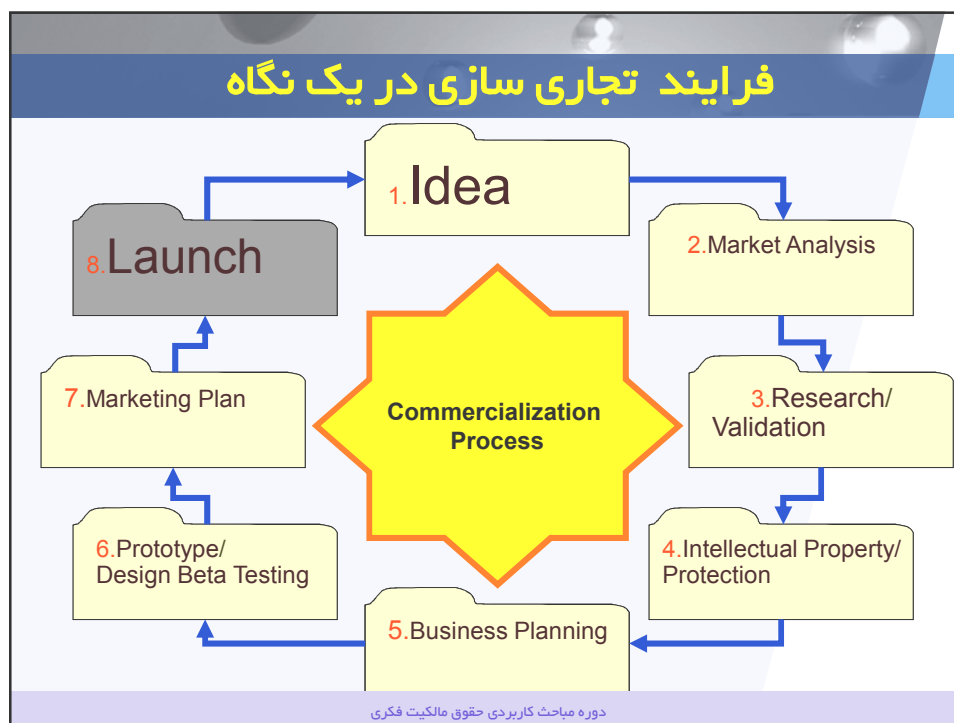 فرایند تجاری سازی در یک نگاه
1.Idea
2.Market Analysis
3.Research/
Validation
4.Intellectual Property/
Protection
5.Business Planning
6.Prototype/
Design Beta Testing
7.Marketing Plan
8.Launch
Commercialization
Process
دوره مباحث کاربردی حقوق مالکیت فکری